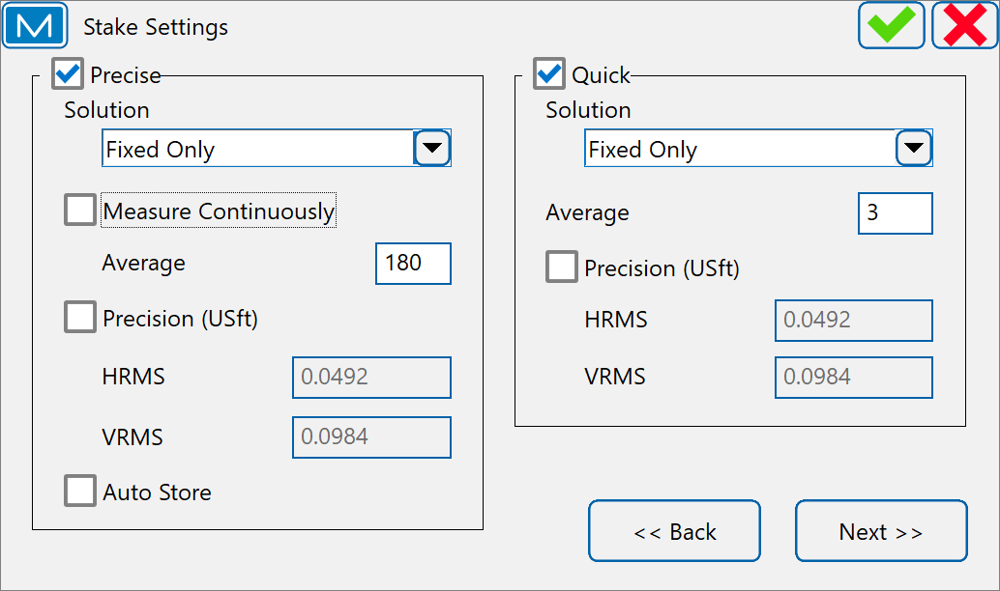 M Stake Settings
Precise
Solution
Fixed Only
Measure Continuously
Average 180
Precision (USft)
HRMS 0.0492
VRMS 0.0984
Auto Store
Quick
Solution
Fixed Only
Average 3
Precision (USft)
HRMS 0.0492
VRMS 0.0984
<< Back Next >>